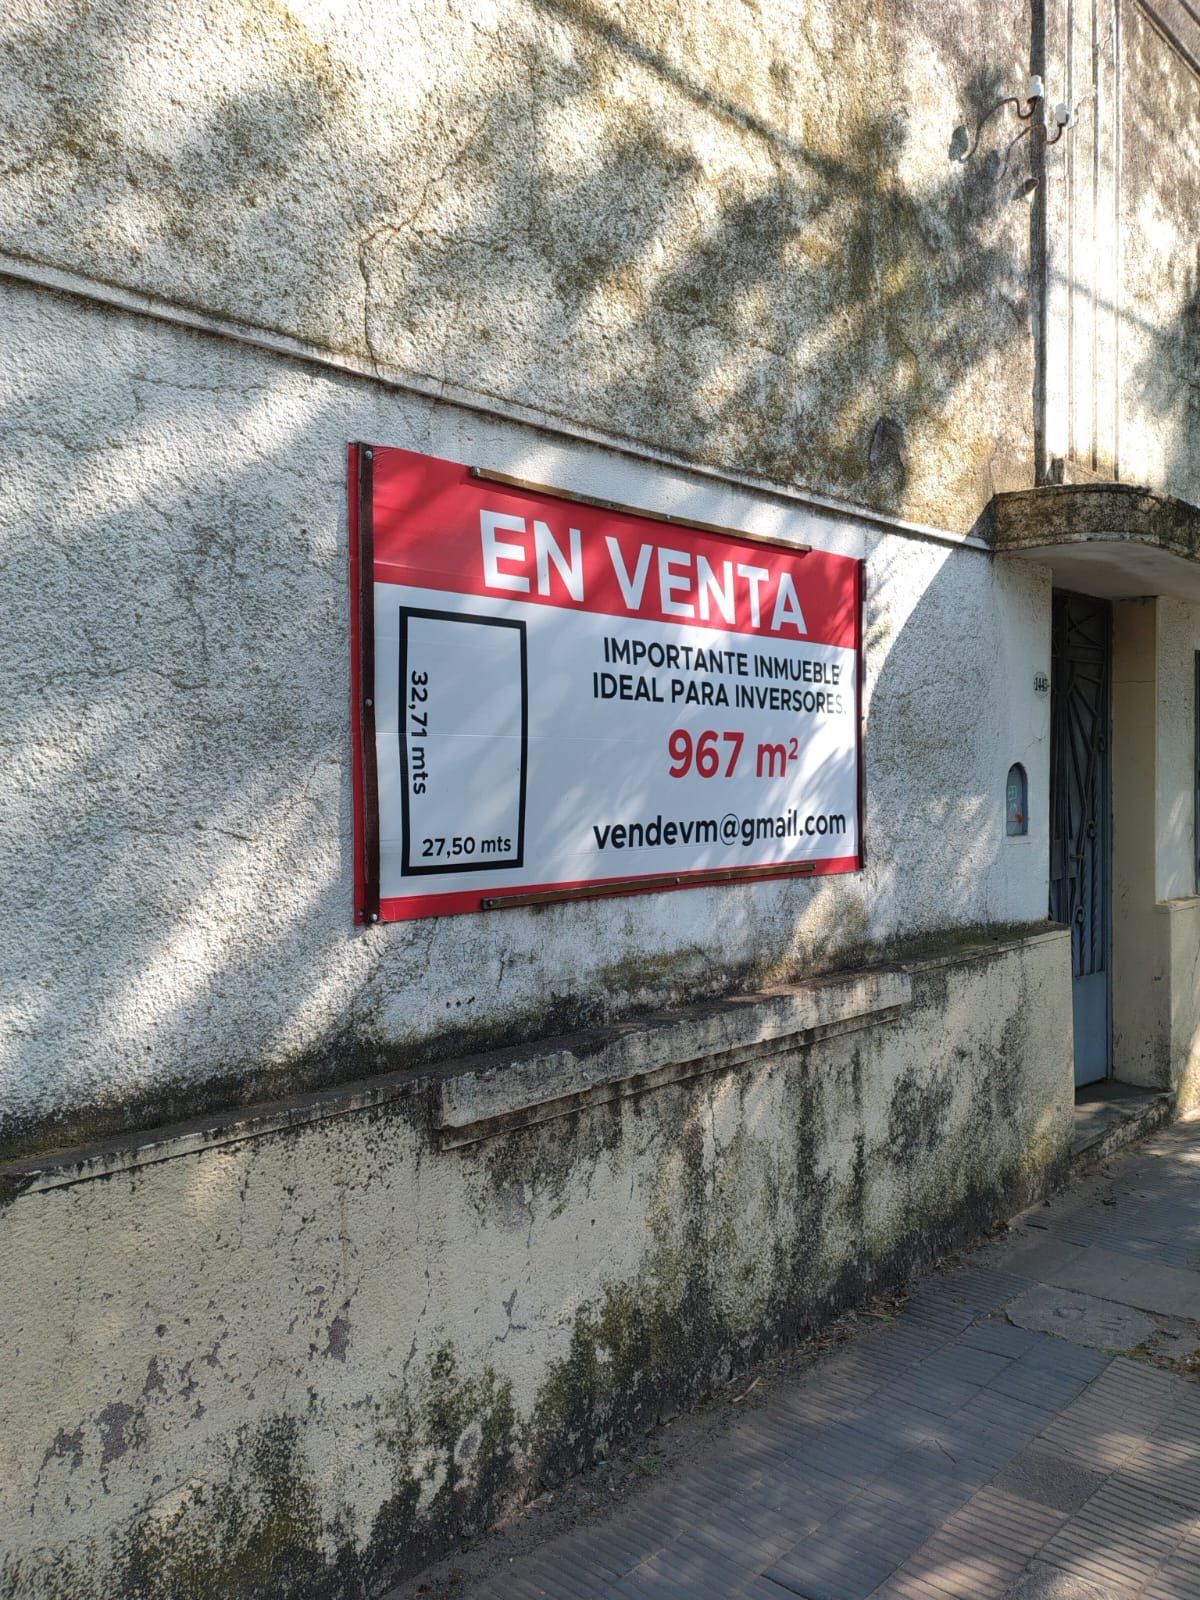 EN VENTA
IMPORTANTE INMUEBLE
IDEAL PARA INVERSORES.
967 m²
vendevm@gmail.com
32,71 mts
27,50 mts